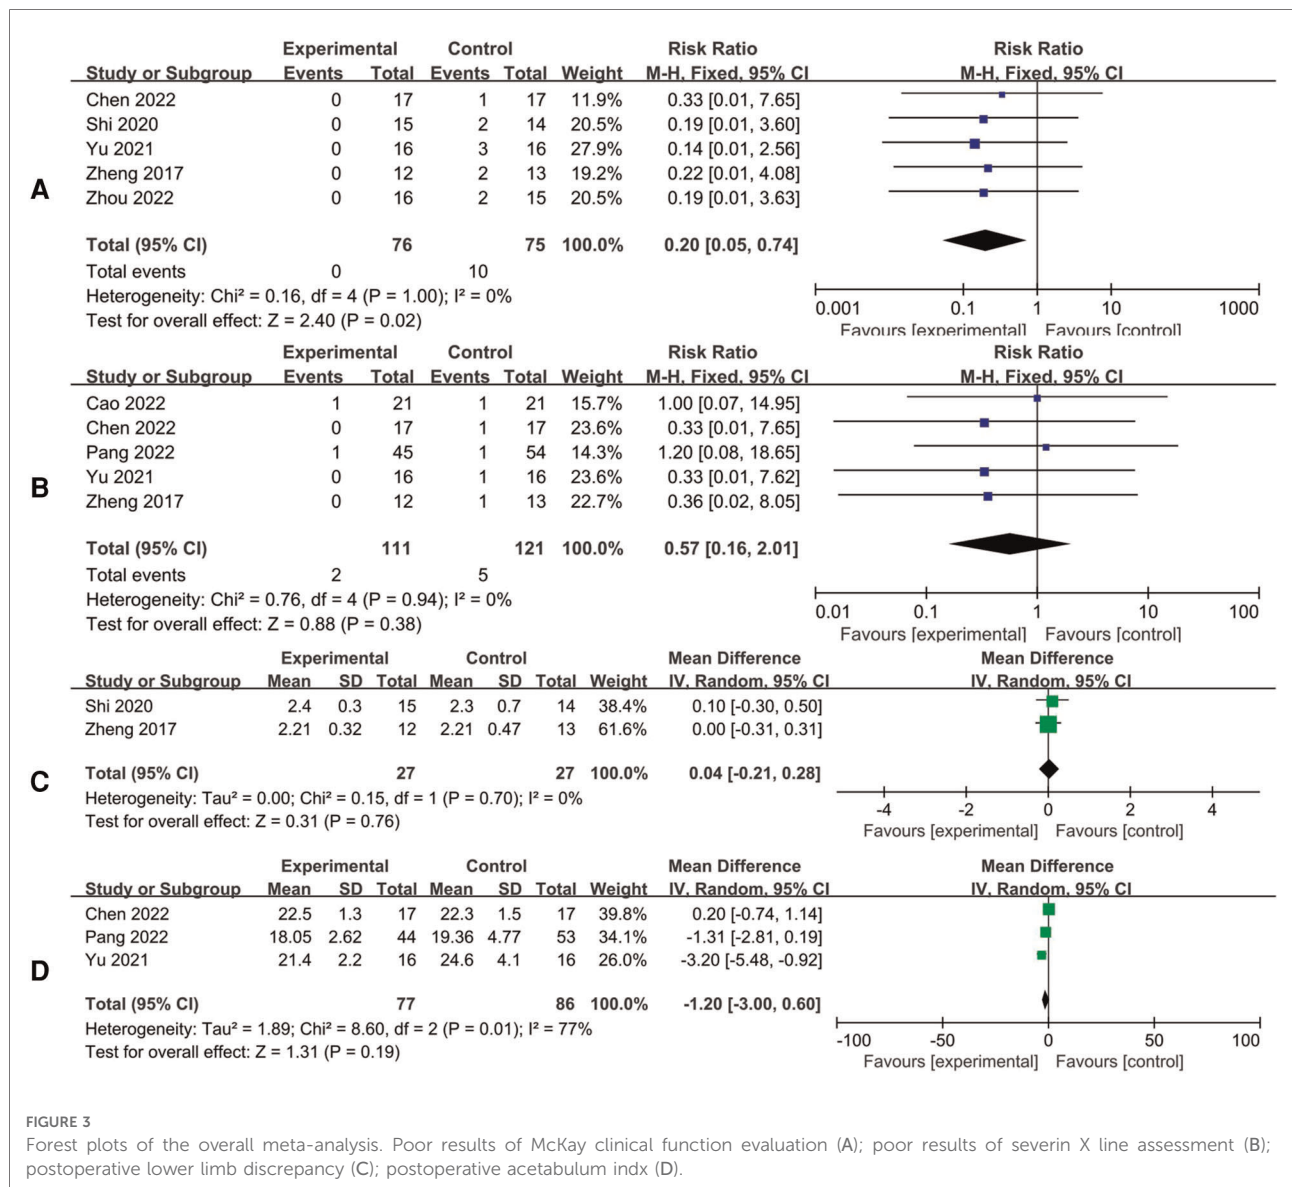 Experimental Control Risk Ratio Risk Ratio
Study or Subgroup Events Total Events Total Weight M-H, Fixed, 95% CI M-H, Fixed, 95% CI
Chen 2022 0 17 1 17 11.9% 0.33 [0.01, 7.65]
Shi 2020 0 15 2 14 20.5% 0.19 [0.01, 3.60]
Yu 2021 0 16 3 16 27.9% 0.14 [0.01, 2.56]
Zheng 2017 0 12 2 13 19.2% 0.22 [0.01, 4.08]
A
Zhou 2022 0 16 2 15 20.5% 0.19 [0.01, 3.63]
Total (95% CI) 76 75 100.0% 0.20 [0.05, 0.74]
Total events 0 10
Heterogeneity: Chi² = 0.16, df = 4 (P = 1.00); I² = 0%
0.001 0.1 1 10 1000
Test for overall effect: Z = 2.40 (P = 0.02)
Favours [experimental] Favours [control]
Experimental Control Risk Ratio Risk Ratio
Study or Subgroup Events Total Events Total Weight M-H, Fixed, 95% CI M-H, Fixed, 95% CI
Cao 2022 1 21 1 21 15.7% 1.00 [0.07, 14.95]
Chen 2022 0 17 1 17 23.6% 0.33 [0.01, 7.65]
Pang 2022 1 45 1 54 14.3% 1.20 [0.08, 18.65]
Yu 2021 0 16 1 16 23.6% 0.33 [0.01, 7.62]
B
Zheng 2017 0 12 1 13 22.7% 0.36 [0.02, 8.05]
Total (95% CI) 111 121 100.0% 0.57 [0.16, 2.01]
Total events 2 5
Heterogeneity: Chi² = 0.76, df = 4 (P = 0.94); I² = 0%
0.01 0.1 1 10 100
Test for overall effect: Z = 0.88 (P = 0.38)
Favours [experimental] Favours [control]
Experimental Control Mean Difference Mean Difference
Study or Subgroup Mean SD Total Mean SD Total Weight IV, Random, 95% CI IV, Random, 95% CI
Shi 2020 2.4 0.3 15 2.3 0.7 14 38.4% 0.10 [-0.30, 0.50]
Zheng 2017 2.21 0.32 12 2.21 0.47 13 61.6% 0.00 [-0.31, 0.31]
Total (95% CI) 27 27 100.0% 0.04 [-0.21, 0.28]
C
Heterogeneity: Tau² = 0.00; Chi² = 0.15, df = 1 (P = 0.70); I² = 0%
-4 -2 0 2 4
Test for overall effect: Z = 0.31 (P = 0.76)
Favours [experimental] Favours [control]
Experimental Control Mean Difference Mean Difference
Study or Subgroup Mean SD Total Mean SD Total Weight IV, Random, 95% CI IV, Random, 95% CI
Chen 2022 22.5 1.3 17 22.3 1.5 17 39.8% 0.20 [-0.74, 1.14]
Pang 2022 18.05 2.62 44 19.36 4.77 53 34.1% -1.31 [-2.81, 0.19]
Yu 2021 21.4 2.2 16 24.6 4.1 16 26.0% -3.20 [-5.48, -0.92]
D
Total (95% CI) 77 86 100.0% -1.20 [-3.00, 0.60]
Heterogeneity: Tau² = 1.89; Chi² = 8.60, df = 2 (P = 0.01); I² = 77%
-100 -50 0 50 100
Test for overall effect: Z = 1.31 (P = 0.19)
Favours [experimental] Favours [control]
FIGURE 3
Forest plots of the overall meta-analysis. Poor results of McKay clinical function evaluation (A); poor results of severin X line assessment (B);
postoperative lower limb discrepancy (C); postoperative acetabulum indx (D).